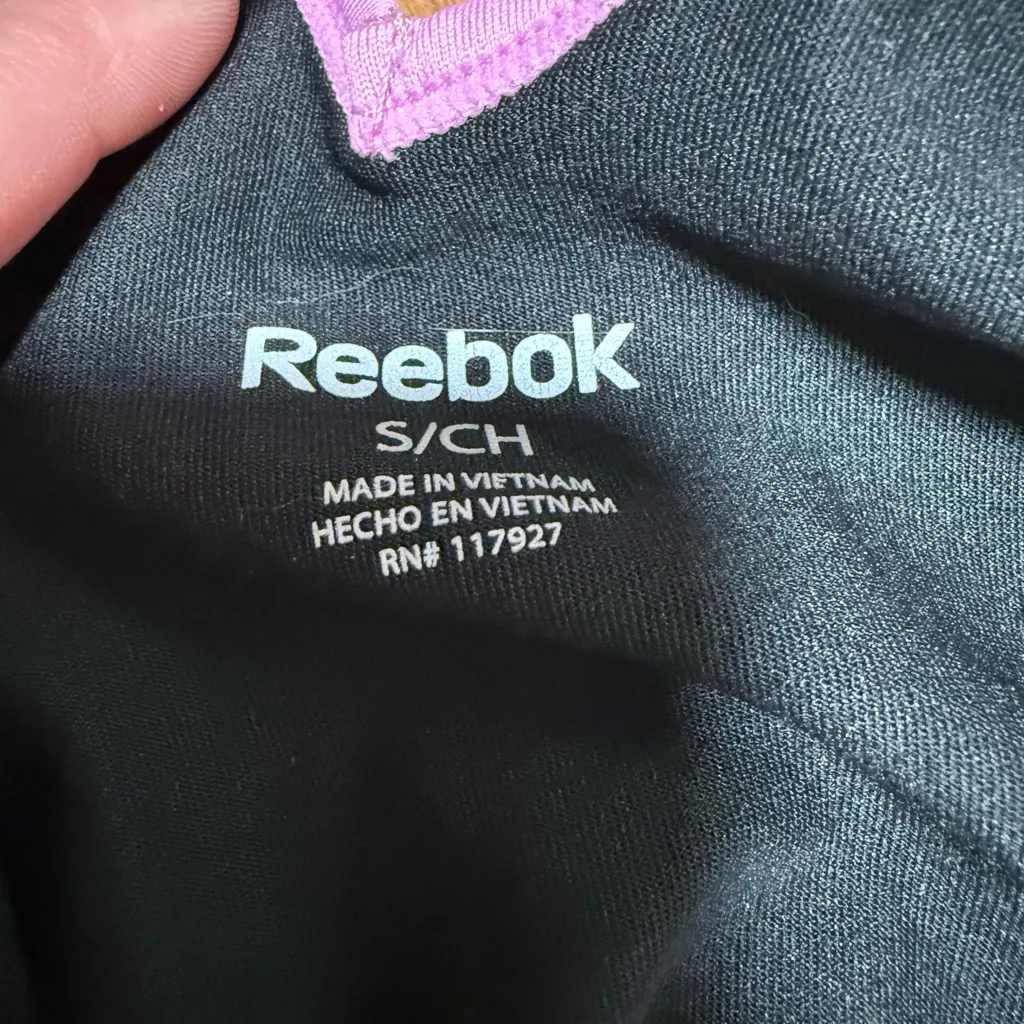 Reebok
S/CH
MADE IN VIETNAM
HECHO EN VIETNAM
RN# 117927